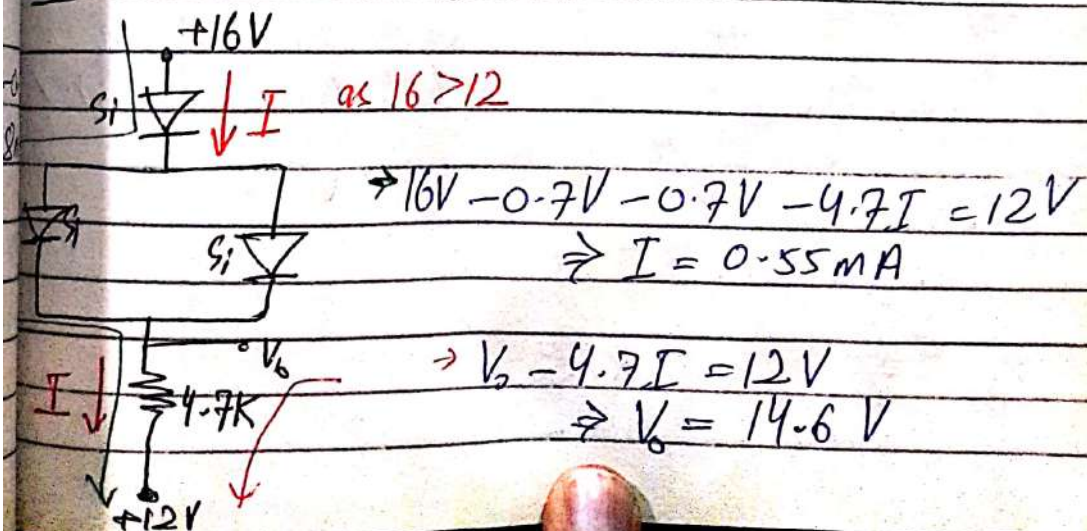 +16V
Si I as 16>12
⇒ 16V -0.7V -0.7V -4.7I = 12V
Si Si
⇒ I = 0.55mA
V₀ → V₀ - 4.7I = 12V
I 4.7K
⇒ V₀ = 14.6 V
+12V